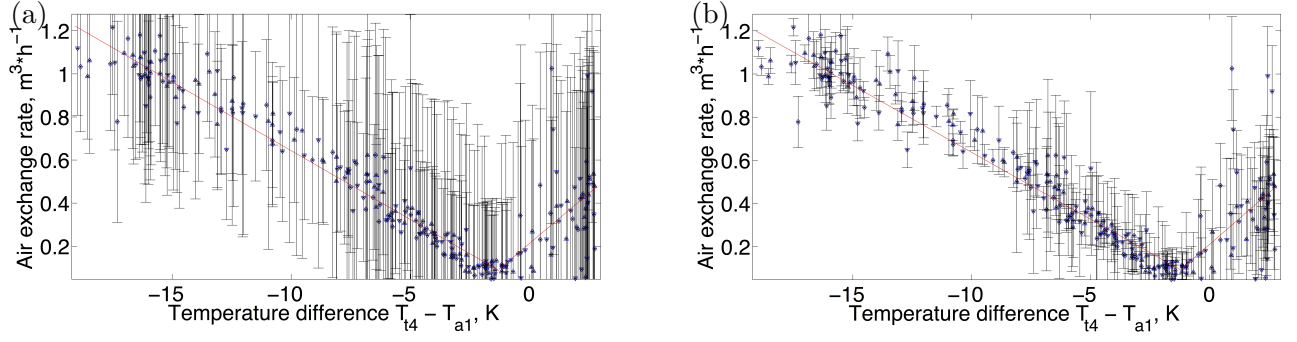 (a)
1.2
1
0.8
0.6
0.4
0.2
Air exchange rate, m³*h⁻¹
−15 −10 −5 0
Temperature difference T_t4 − T_a1, K
(b)
1.2
1
0.8
0.6
0.4
0.2
Air exchange rate, m³*h⁻¹
−15 −10 −5 0
Temperature difference T_t4 − T_a1, K